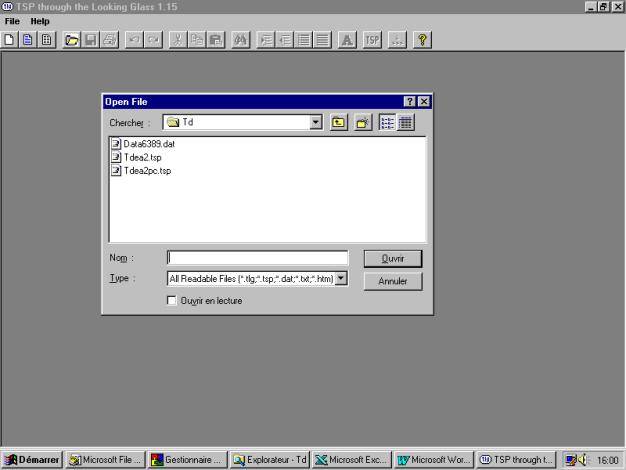 TSP through the Looking Glass 1.15
File Help
TSP
Open File
Chercher : Td
Data6389.dat
Tdea2.tsp
Tdea2pc.tsp
Nom : Ouvrir
Type : All Readable Files (*.tlg;*.tsp;*.dat;*.txt;*.htm) Annuler
Ouvrir en lecture
Démarrer Microsoft File ... Gestionnaire ... Explorateur - Td Microsoft Exc... Microsoft Wor... TSP through t... 16:00